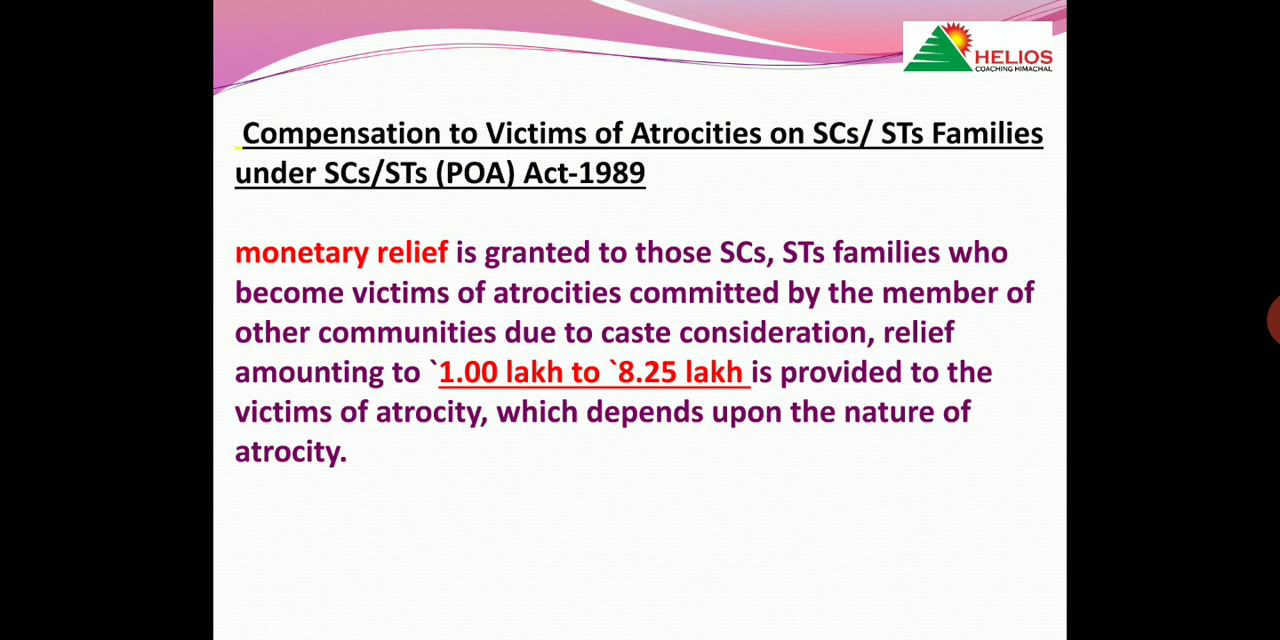 HELIOS
COACHING HIMACHAL
Compensation to Victims of Atrocities on SCs/ STs Families
under SCs/STs (POA) Act-1989
monetary relief is granted to those SCs, STs families who
become victims of atrocities committed by the member of
other communities due to caste consideration, relief
amounting to `1.00 lakh to `8.25 lakh is provided to the
victims of atrocity, which depends upon the nature of
atrocity.